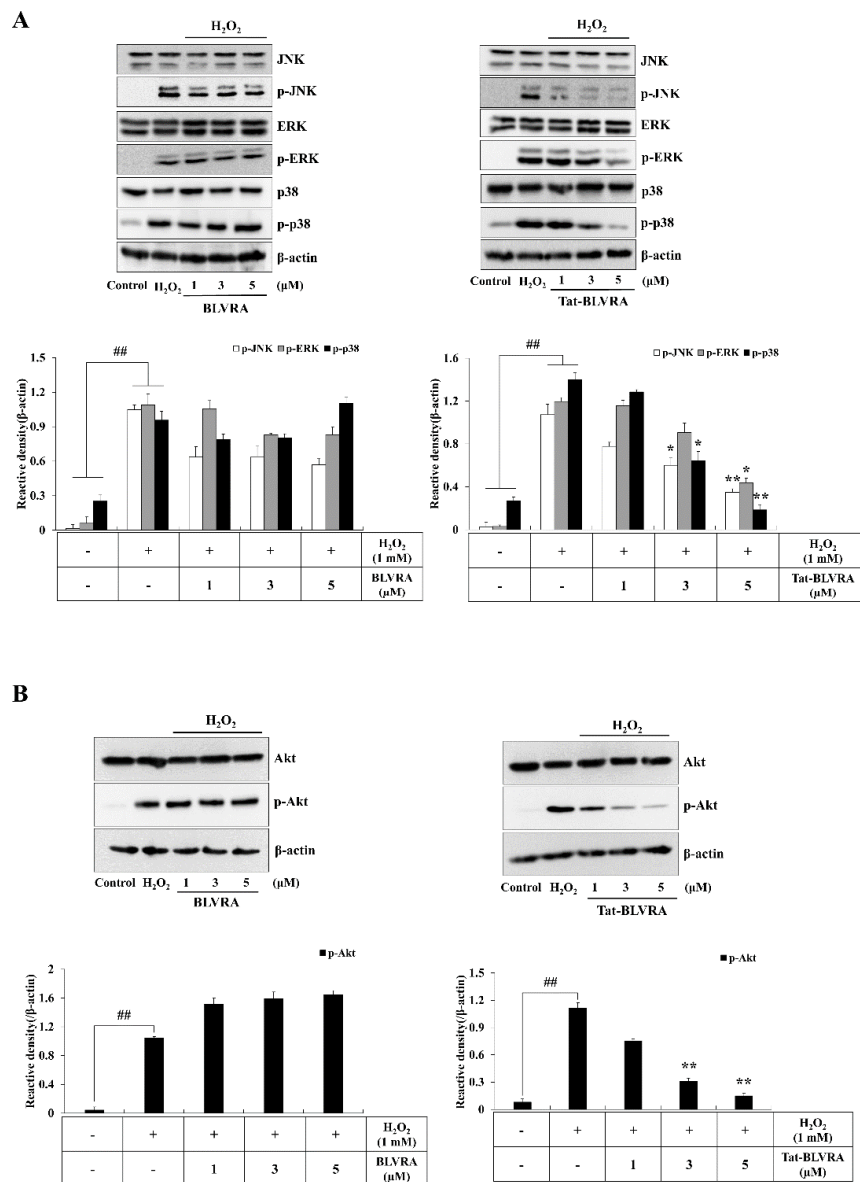 A
H₂O₂
JNK
p-JNK
ERK
p-ERK
p38
p-p38
β-actin
Control H₂O₂ 1 3 5 (μM)
BLVRA
H₂O₂
JNK
p-JNK
ERK
p-ERK
p38
p-p38
β-actin
Control H₂O₂ 1 3 5 (μM)
Tat-BLVRA
Reactive density(β-actin)
1.5
1.2
0.9
0.6
0.3
0
##
p-JNK p-ERK p-p38
- + + + + H₂O₂
(1 mM)
- - 1 3 5 BLVRA
(μM)
Reactive density(β-actin)
1.6
1.2
0.8
0.4
0
##
p-JNK p-ERK p-p38
* *
** * **
- + + + + H₂O₂
(1 mM)
- - 1 3 5 Tat-BLVRA
(μM)
B
H₂O₂
Akt
p-Akt
β-actin
Control H₂O₂ 1 3 5 (μM)
BLVRA
H₂O₂
Akt
p-Akt
β-actin
Control H₂O₂ 1 3 5 (μM)
Tat-BLVRA
Reactive density(/β-actin)
2
1.6
1.2
0.8
0.4
0
##
p-Akt
- + + + + H₂O₂
(1 mM)
- - 1 3 5 BLVRA
(μM)
Reactive density(/β-actin)
1.5
1.2
0.9
0.6
0.3
0
##
p-Akt
** **
- + + + + H₂O₂
(1 mM)
- - 1 3 5 Tat-BLVRA
(μM)